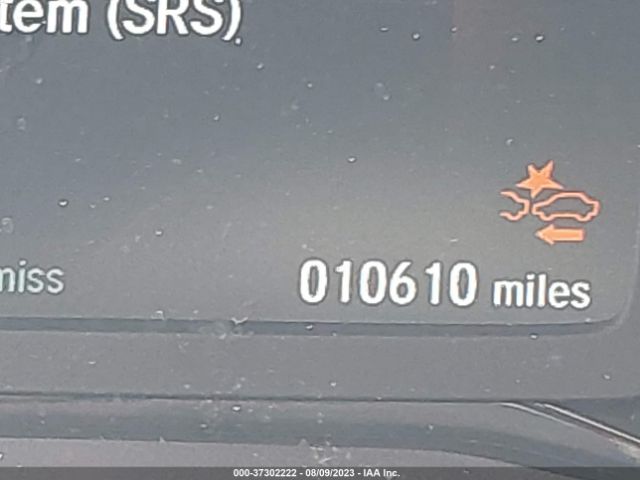 tem (SRS)
miss
010610 miles
000-37302222 - 08/09/2023 - IAA Inc.